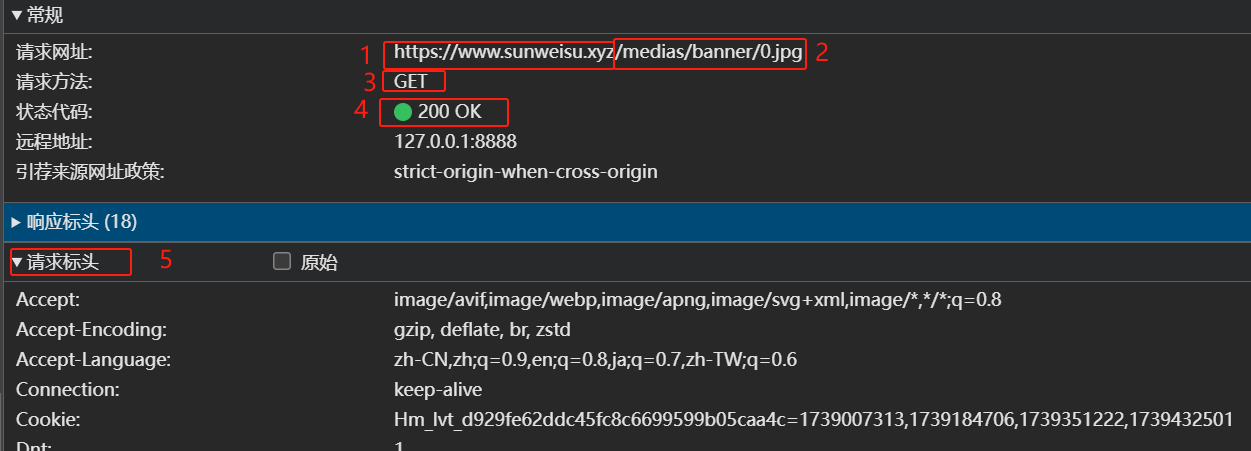 ▼常规
请求网址: 1 https://www.sunweisu.xyz/medias/banner/0.jpg 2
请求方法: 3 GET
状态代码: 4 200 OK
远程地址: 127.0.0.1:8888
引荐来源网址政策: strict-origin-when-cross-origin
▶响应标头 (18)
▼请求标头 5 原始
Accept: image/avif,image/webp,image/apng,image/svg+xml,image/*,*/*;q=0.8
Accept-Encoding: gzip, deflate, br, zstd
Accept-Language: zh-CN,zh;q=0.9,en;q=0.8,ja;q=0.7,zh-TW;q=0.6
Connection: keep-alive
Cookie: Hm_lvt_d929fe62ddc45fc8c6699599b05caa4c=1739007313,1739184706,1739351222,1739432501
Dnt: 1